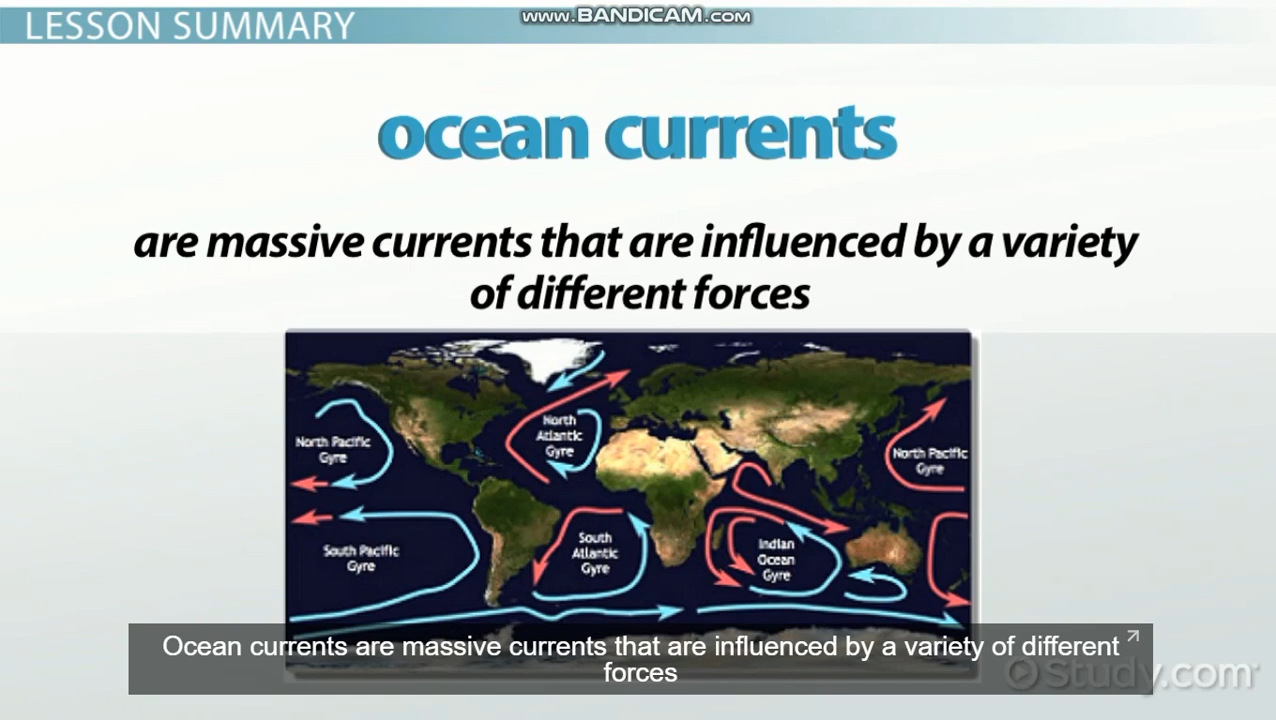 LESSON SUMMARY
www.BANDICAM.com
ocean currents
are massive currents that are influenced by a variety
of different forces
North Pacific
Gyre
North
Atlantic
Gyre
North Pacific
Gyre
South Pacific
Gyre
South
Atlantic
Gyre
Indian
Ocean
Gyre
Ocean currents are massive currents that are influenced by a variety of different
forces
Study.com